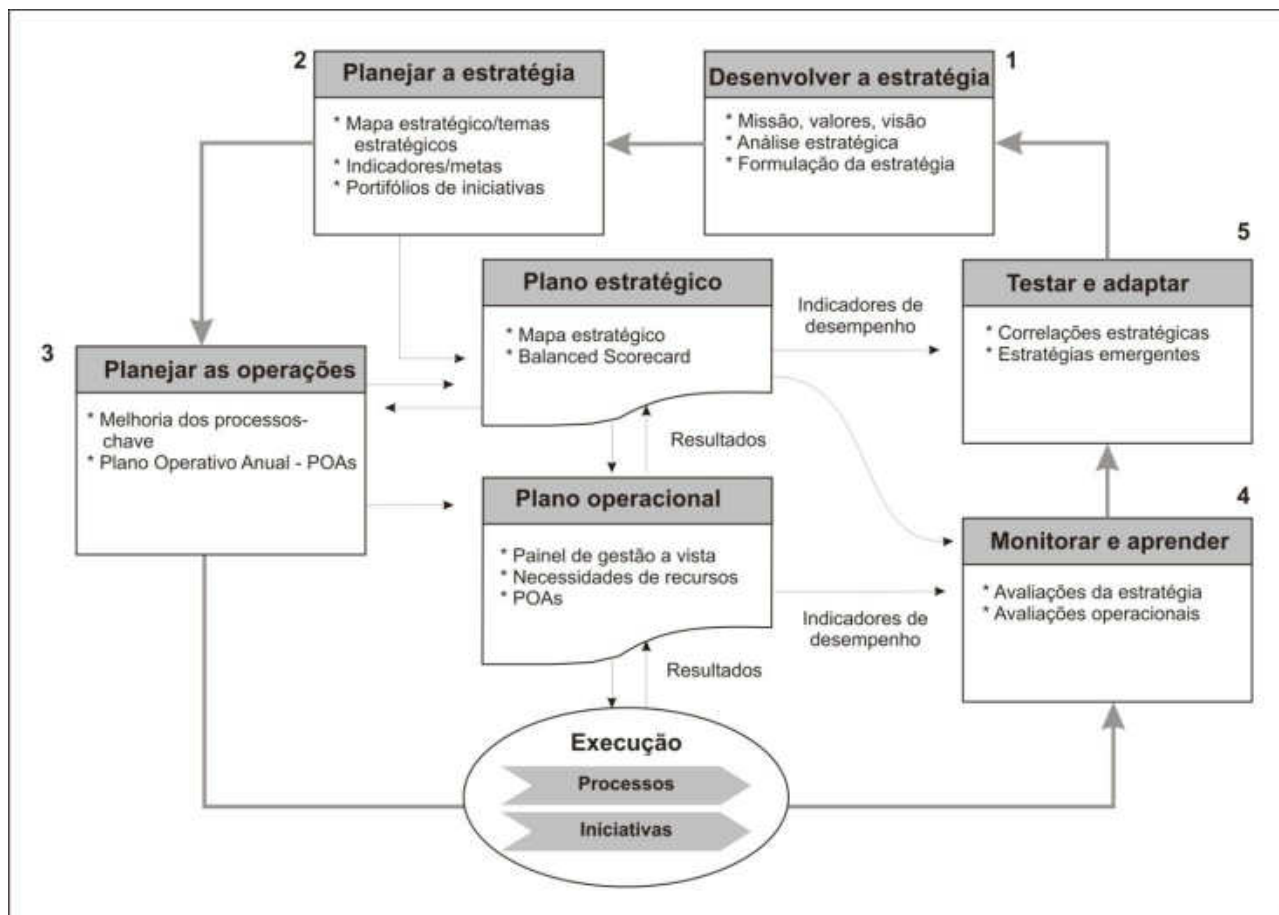 2
Planejar a estratégia
* Mapa estratégico/temas
estratégicos
* Indicadores/metas
* Portifólios de iniciativas
Desenvolver a estratégia
1
* Missão, valores, visão
* Análise estratégica
* Formulação da estratégia
5
Plano estratégico
* Mapa estratégico
* Balanced Scorecard
Indicadores de
desempenho
Testar e adaptar
* Correlações estratégicas
* Estratégias emergentes
3
Planejar as operações
* Melhoria dos processos-
chave
* Plano Operativo Anual - POAs
Resultados
Plano operacional
* Painel de gestão a vista
* Necessidades de recursos
* POAs
4
Monitorar e aprender
* Avaliações da estratégia
* Avaliações operacionais
Indicadores de
desempenho
Resultados
Execução
Processos
Iniciativas